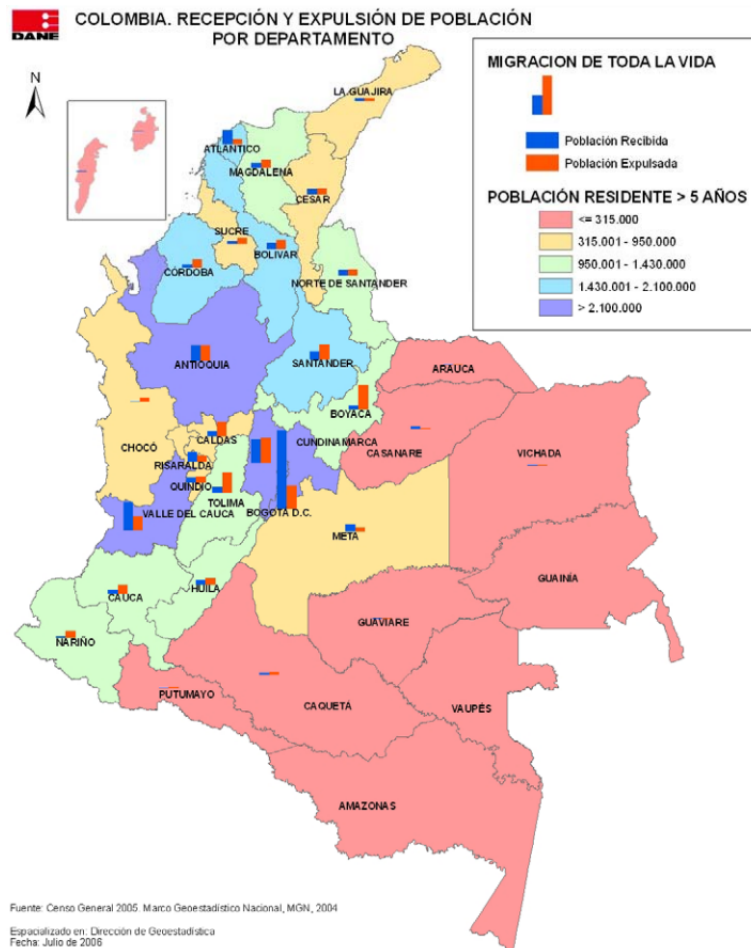 DANE
COLOMBIA. RECEPCIÓN Y EXPULSIÓN DE POBLACIÓN
POR DEPARTAMENTO
N
MIGRACION DE TODA LA VIDA
Población Recibida
Población Expulsada
POBLACIÓN RESIDENTE > 5 AÑOS
<= 315.000
315.001 - 950.000
950.001 - 1.430.000
1.430.001 - 2.100.000
> 2.100.000
LA GUAJIRA
ATLÁNTICO
MAGDALENA
CESAR
SUCRE
BOLIVAR
CÓRDOBA
NORTE DE SANTANDER
ANTIOQUIA
SANTANDER
ARAUCA
BOYACA
CHOCÓ
CALDAS
CUNDINAMARCA
CASANARE
VICHADA
RISARALDA
QUINDIO
TOLIMA
VALLE DEL CAUCA
BOGOTA D.C.
META
GUAINÍA
HUILA
CAUCA
GUAVIARE
NARIÑO
PUTUMAYO
CAQUETÁ
VAUPÉS
AMAZONAS
Fuente: Censo General 2005. Marco Geoestadístico Nacional, MGN, 2004
Espacializado en: Dirección de Geoestadística
Fecha: Julio de 2006